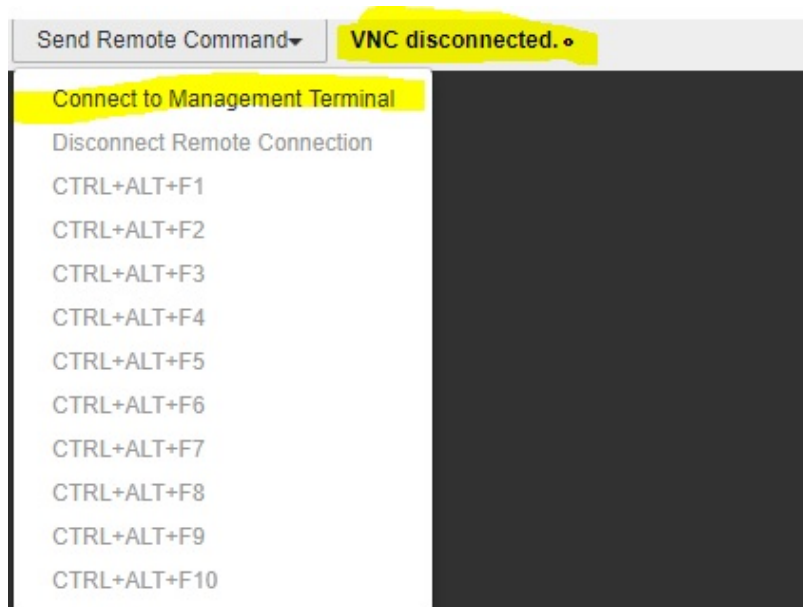 Send Remote Command
VNC disconnected.
Connect to Management Terminal
Disconnect Remote Connection
CTRL+ALT+F1
CTRL+ALT+F2
CTRL+ALT+F3
CTRL+ALT+F4
CTRL+ALT+F5
CTRL+ALT+F6
CTRL+ALT+F7
CTRL+ALT+F8
CTRL+ALT+F9
CTRL+ALT+F10